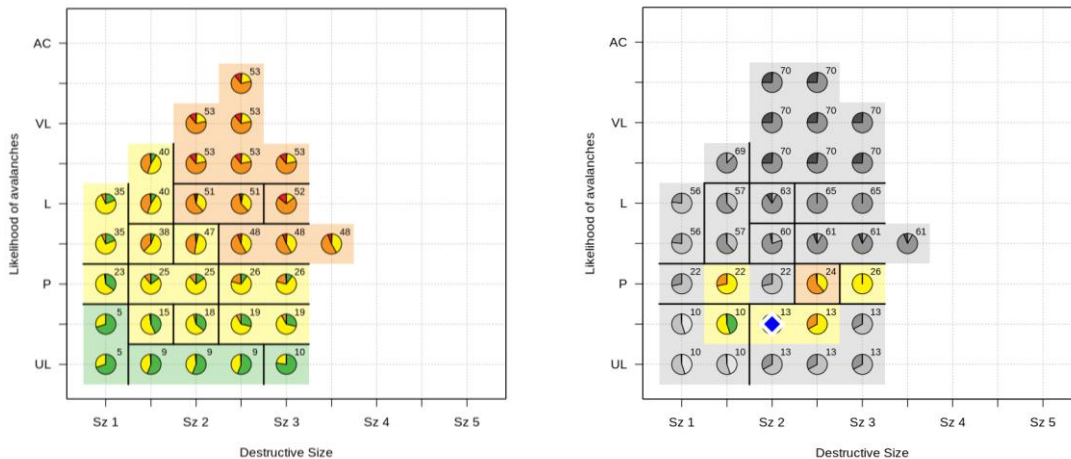 AC
53
VL
53 53
40 53 53 53
L
35 40 51 51 52
35 38 47 48 48 48
P
23 25 25 26 26
5 15 18 19 19
UL
5 9 9 10
Sz 1 Sz 2 Sz 3 Sz 4 Sz 5
Destructive Size
Likelihood of avalanches
AC
70 70
VL
70 70 70
69 70 70 70
L
56 57 63 65 65
56 57 60 61 61 61
P
22 22 22 24 26
10 10 13 13 13
UL
10 10 13 13 13
Sz 1 Sz 2 Sz 3 Sz 4 Sz 5
Destructive Size
Likelihood of avalanches